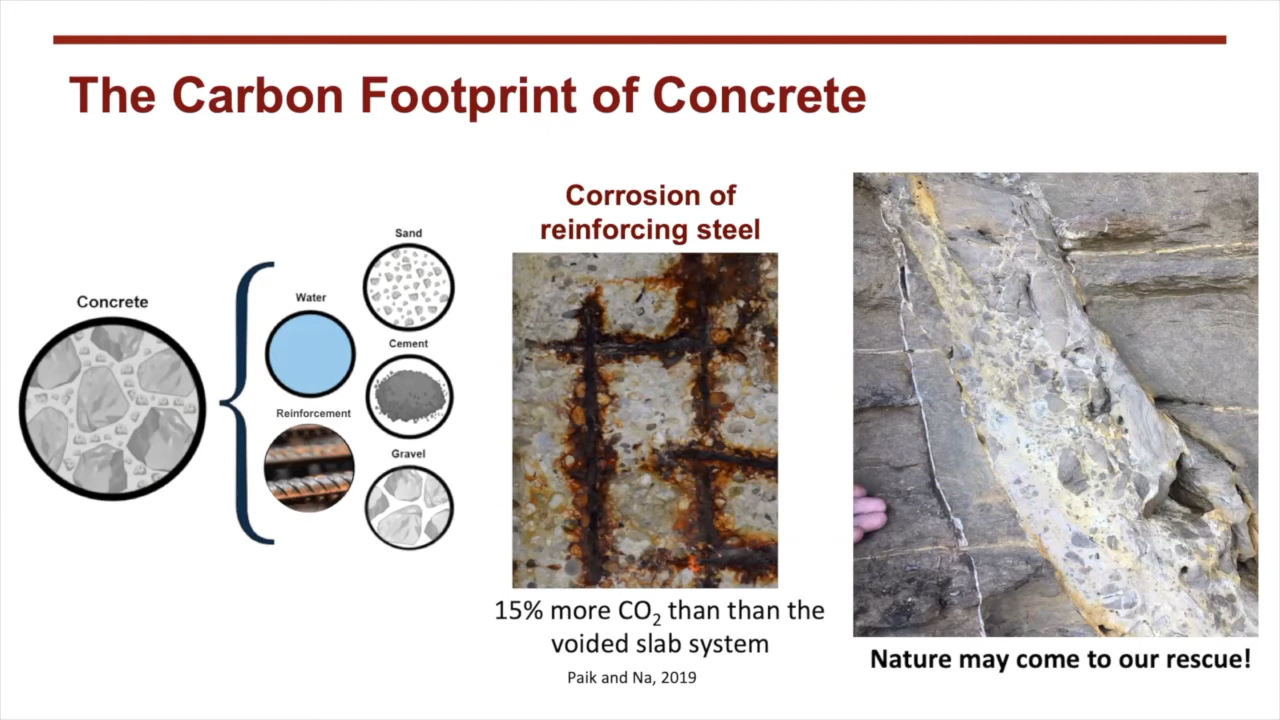 The Carbon Footprint of Concrete
Concrete
Water
Reinforcement
Sand
Cement
Gravel
Corrosion of
reinforcing steel
15% more CO₂ than than the
voided slab system
Paik and Na, 2019
Nature may come to our rescue!